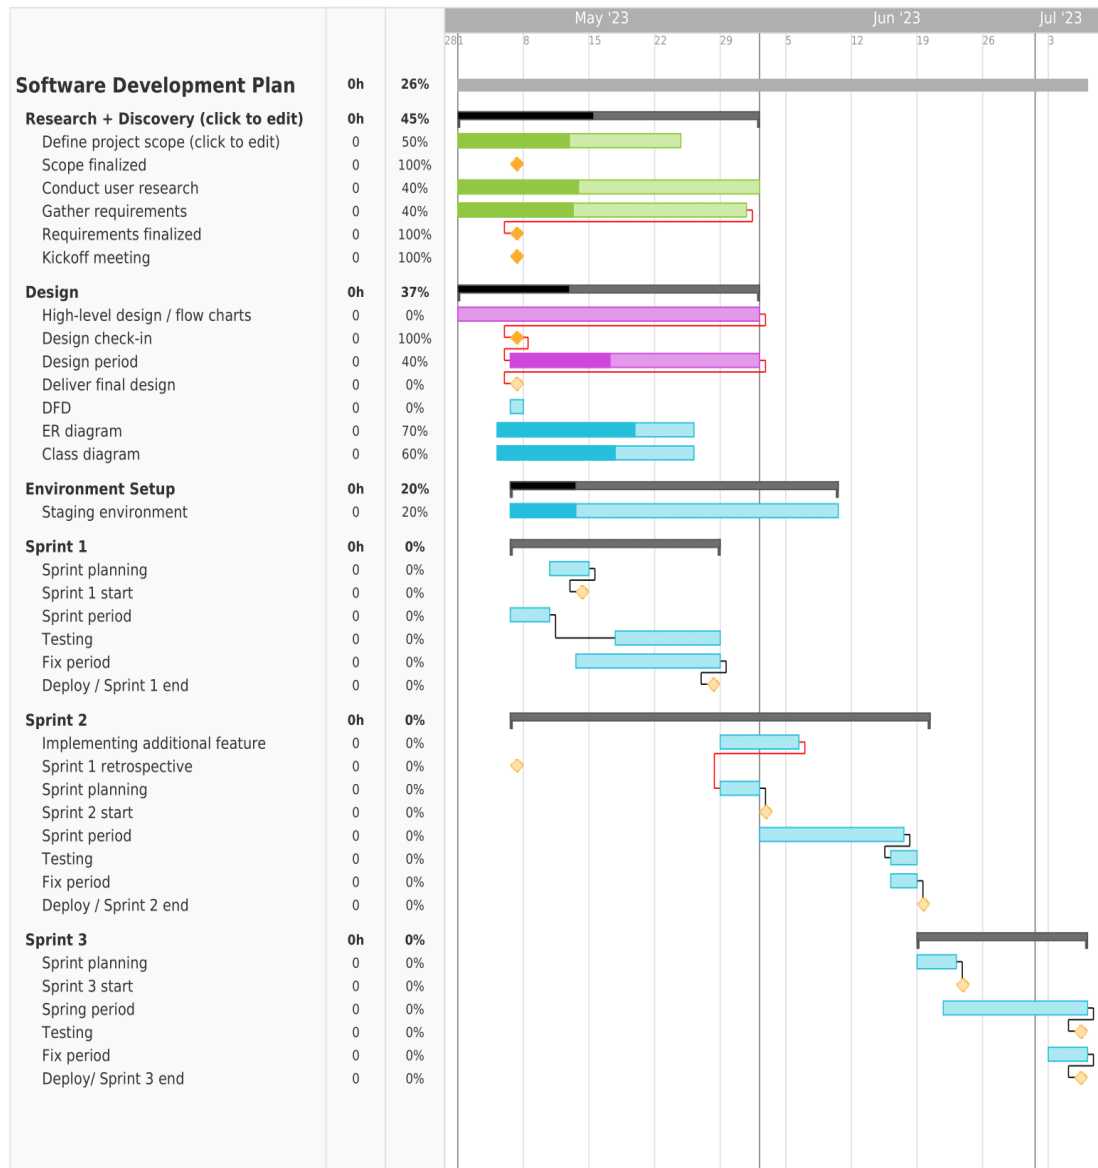 May '23 Jun '23 Jul '23
28 1 8 15 22 29 5 12 19 26 3
Software Development Plan 0h 26%
Research + Discovery (click to edit) 0h 45%
Define project scope (click to edit) 0 50%
Scope finalized 0 100%
Conduct user research 0 40%
Gather requirements 0 40%
Requirements finalized 0 100%
Kickoff meeting 0 100%
Design 0h 37%
High-level design / flow charts 0 0%
Design check-in 0 100%
Design period 0 40%
Deliver final design 0 0%
DFD 0 0%
ER diagram 0 70%
Class diagram 0 60%
Environment Setup 0h 20%
Staging environment 0 20%
Sprint 1 0h 0%
Sprint planning 0 0%
Sprint 1 start 0 0%
Sprint period 0 0%
Testing 0 0%
Fix period 0 0%
Deploy / Sprint 1 end 0 0%
Sprint 2 0h 0%
Implementing additional feature 0 0%
Sprint 1 retrospective 0 0%
Sprint planning 0 0%
Sprint 2 start 0 0%
Sprint period 0 0%
Testing 0 0%
Fix period 0 0%
Deploy / Sprint 2 end 0 0%
Sprint 3 0h 0%
Sprint planning 0 0%
Sprint 3 start 0 0%
Spring period 0 0%
Testing 0 0%
Fix period 0 0%
Deploy/ Sprint 3 end 0 0%